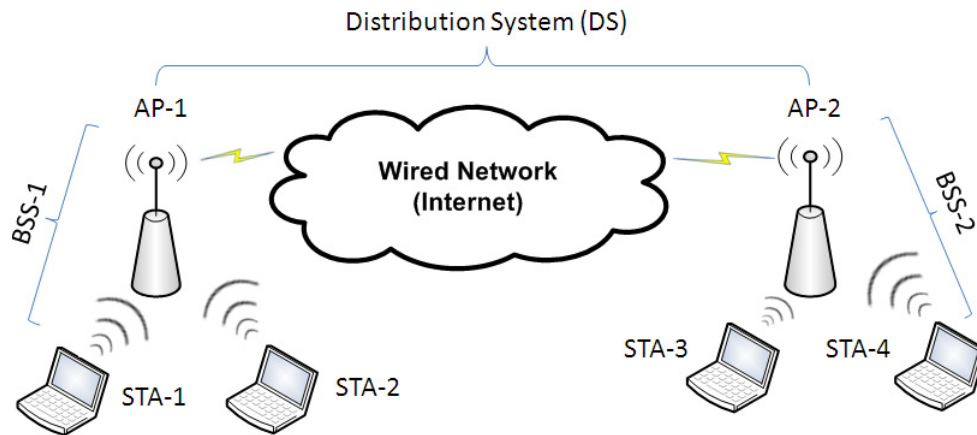 Distribution System (DS)
AP-1
AP-2
Wired Network
(Internet)
BSS-1
BSS-2
STA-1
STA-2
STA-3
STA-4